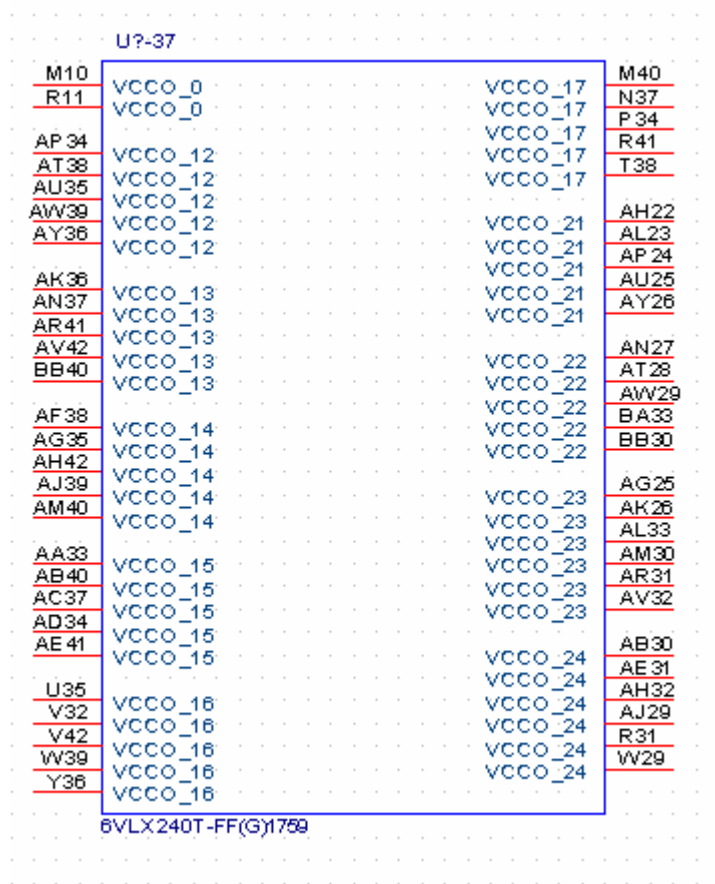 U?-37
M10 VCCO_0 VCCO_17 M40
R11 VCCO_0 VCCO_17 N37
VCCO_17 P34
AP34 VCCO_12 VCCO_17 R41
AT38 VCCO_12 VCCO_17 T38
AU35 VCCO_12
AW39 VCCO_12 VCCO_21 AH22
AY36 VCCO_12 VCCO_21 AL23
VCCO_21 AP24
AK36 VCCO_13 VCCO_21 AU25
AN37 VCCO_13 VCCO_21 AY26
AR41 VCCO_13
AV42 VCCO_13 VCCO_22 AN27
BB40 VCCO_13 VCCO_22 AT28
VCCO_22 AW29
AF38 VCCO_14 VCCO_22 BA33
AG35 VCCO_14 VCCO_22 BB30
AH42 VCCO_14
AJ39 VCCO_14 VCCO_23 AG25
AM40 VCCO_14 VCCO_23 AK26
VCCO_23 AL33
AA33 VCCO_15 VCCO_23 AM30
AB40 VCCO_15 VCCO_23 AR31
AC37 VCCO_15 VCCO_23 AV32
AD34 VCCO_15
AE41 VCCO_15 VCCO_24 AB30
VCCO_24 AE31
U35 VCCO_16 VCCO_24 AH32
V32 VCCO_16 VCCO_24 AJ29
V42 VCCO_16 VCCO_24 R31
W39 VCCO_16 VCCO_24 W29
Y36 VCCO_16
6VLX240T-FF(G)1759